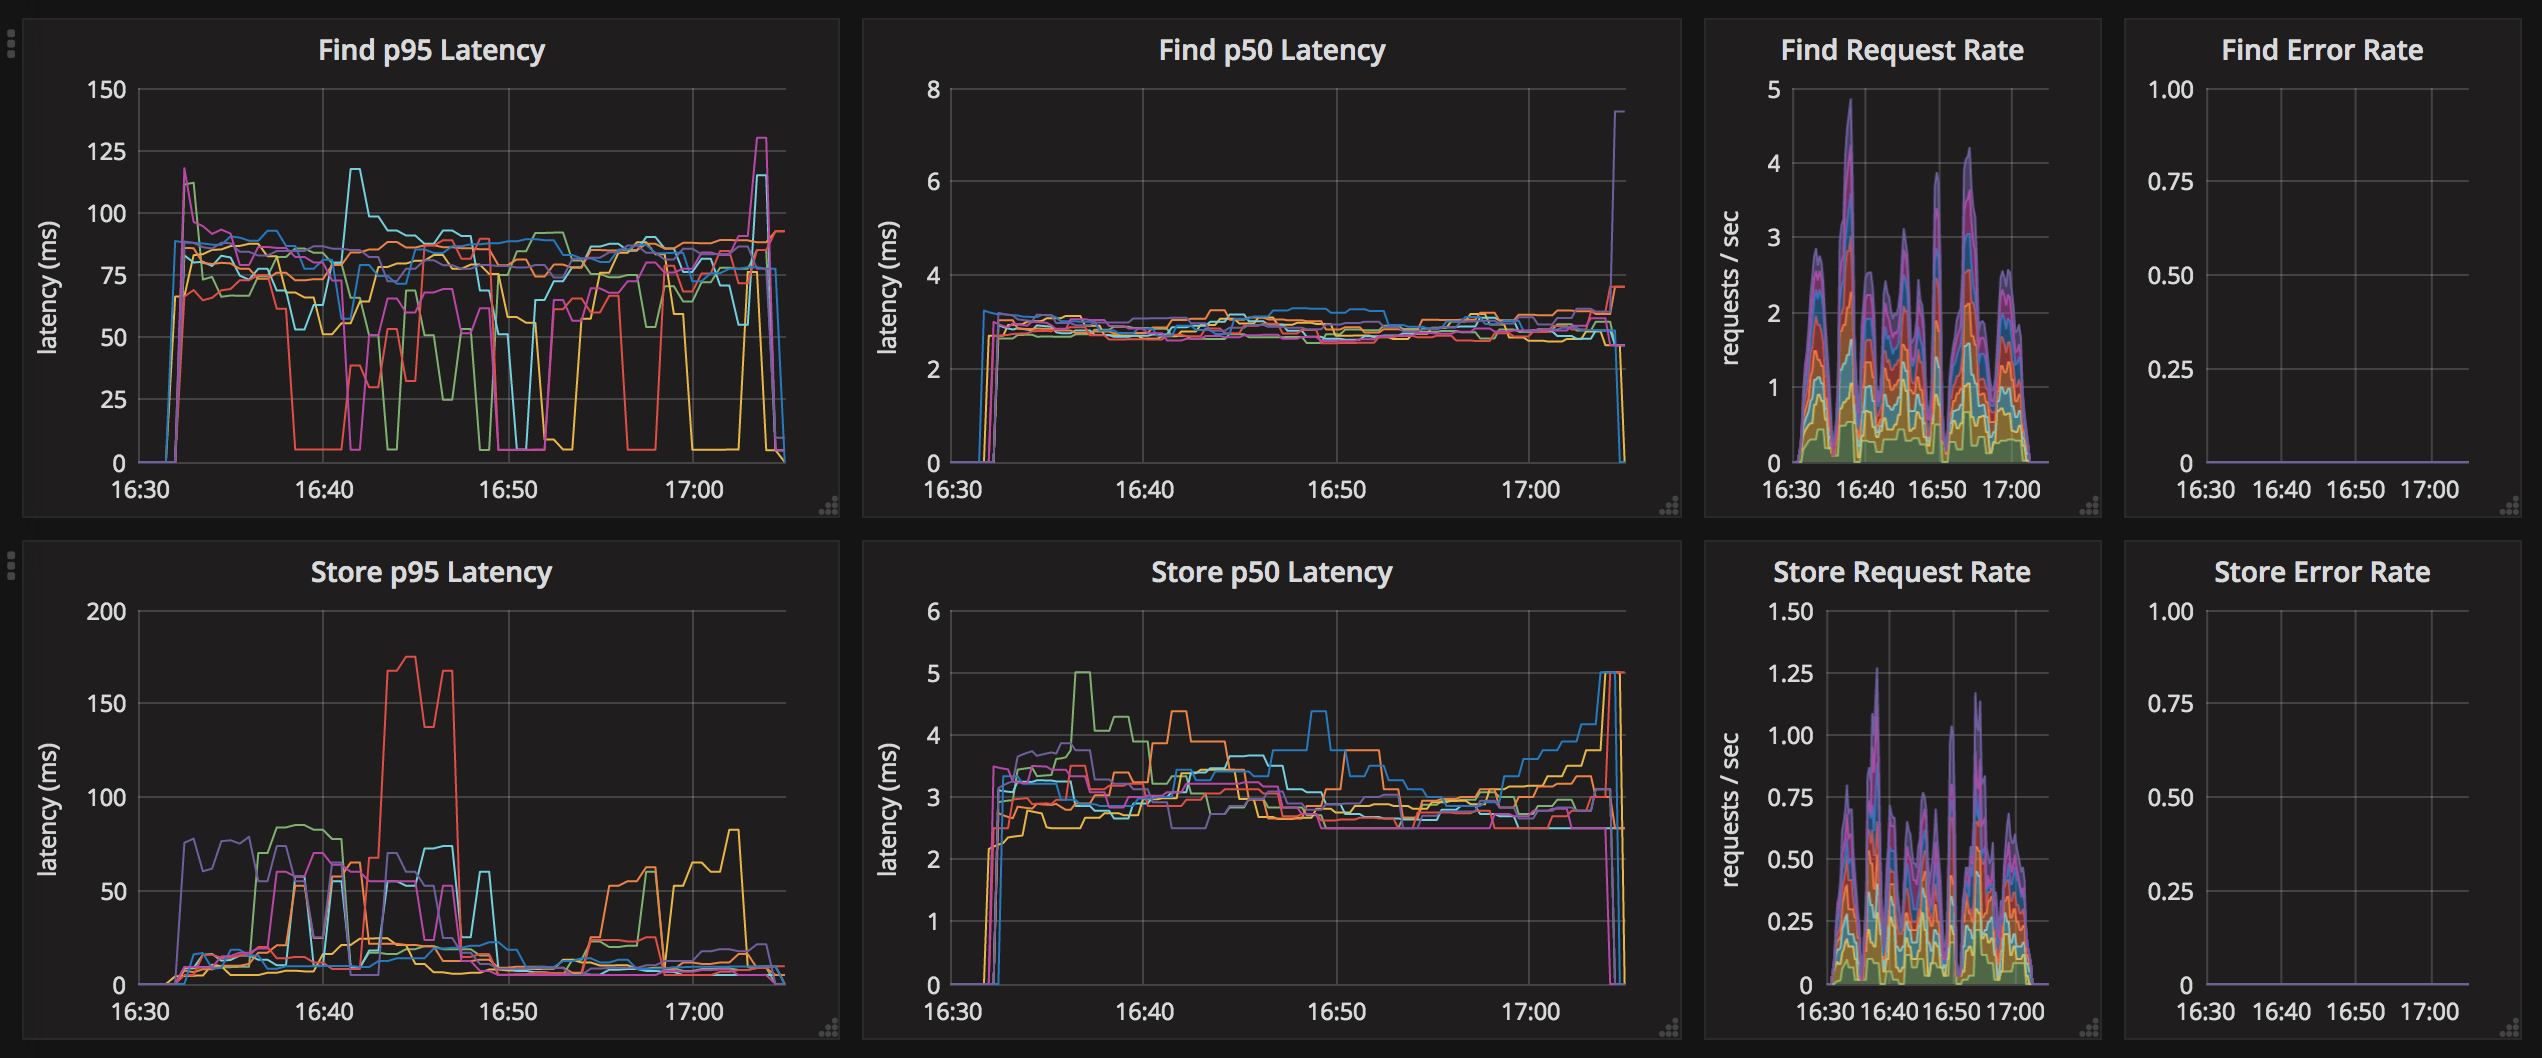 Find p95 Latency
latency (ms)
150
125
100
75
50
25
0
16:30 16:40 16:50 17:00
Find p50 Latency
latency (ms)
8
6
4
2
0
16:30 16:40 16:50 17:00
Find Request Rate
requests / sec
5
4
3
2
1
0
16:30 16:40 16:50 17:00
Find Error Rate
1.00
0.75
0.50
0.25
0
16:30 16:40 16:50 17:00
Store p95 Latency
latency (ms)
200
150
100
50
0
16:30 16:40 16:50 17:00
Store p50 Latency
latency (ms)
6
5
4
3
2
1
0
16:30 16:40 16:50 17:00
Store Request Rate
requests / sec
1.50
1.25
1.00
0.75
0.50
0.25
0
16:30 16:40 16:50 17:00
Store Error Rate
1.00
0.75
0.50
0.25
0
16:30 16:40 16:50 17:00